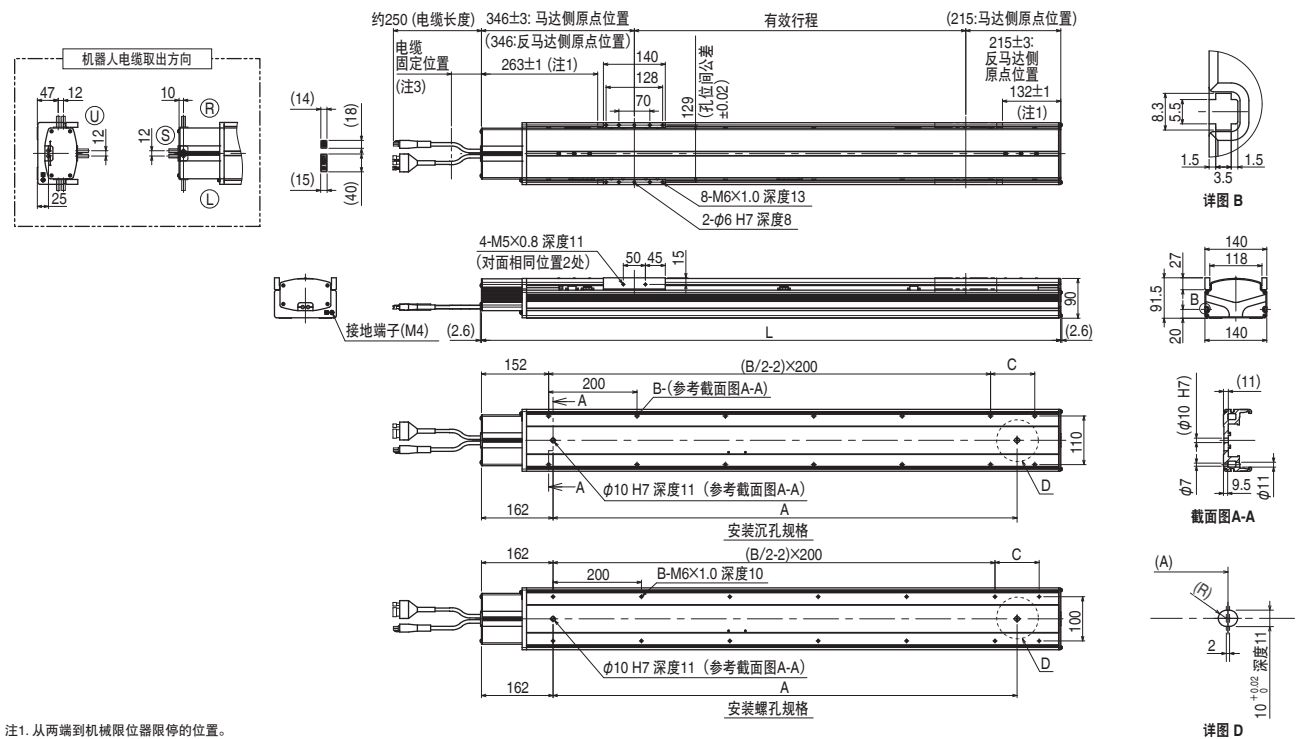 约250 (电缆长度)
346±3: 马达侧原点位置
(346:反马达侧原点位置)
有效行程
(215:马达侧原点位置)
电缆
固定位置
(注3)
263±1 (注1)
140
128
70
129
(孔位间公差
±0.02)
215±3:
反马达侧
原点位置
132±1
(注1)
机器人电缆取出方向
47
12
U
12
25
10
R
S
12
L
(14)
(18)
(15)
(40)
8-M6×1.0 深度13
2-φ6 H7 深度8
8.3
5.5
1.5
3.5
1.5
详图 B
4-M5×0.8 深度11
(对面相同位置2处)
50
45
15
90
接地端子(M4)
(2.6)
L
(2.6)
140
118
27
91.5
B
20
140
152
(B/2-2)×200
C
200
A
B-(参考截面图A-A)
110
A
φ10 H7 深度11（参考截面图A-A）
D
162
A
安装沉孔规格
(11)
(φ10 H7)
φ7
9.5
φ11
截面图A-A
162
(B/2-2)×200
C
200
B-M6×1.0 深度10
100
φ10 H7 深度11（参考截面图A-A）
D
162
A
安装螺孔规格
(A)
(R)
2
10 +0.02 0 深度11
详图 D
注1. 从两端到机械限位器限停的位置。